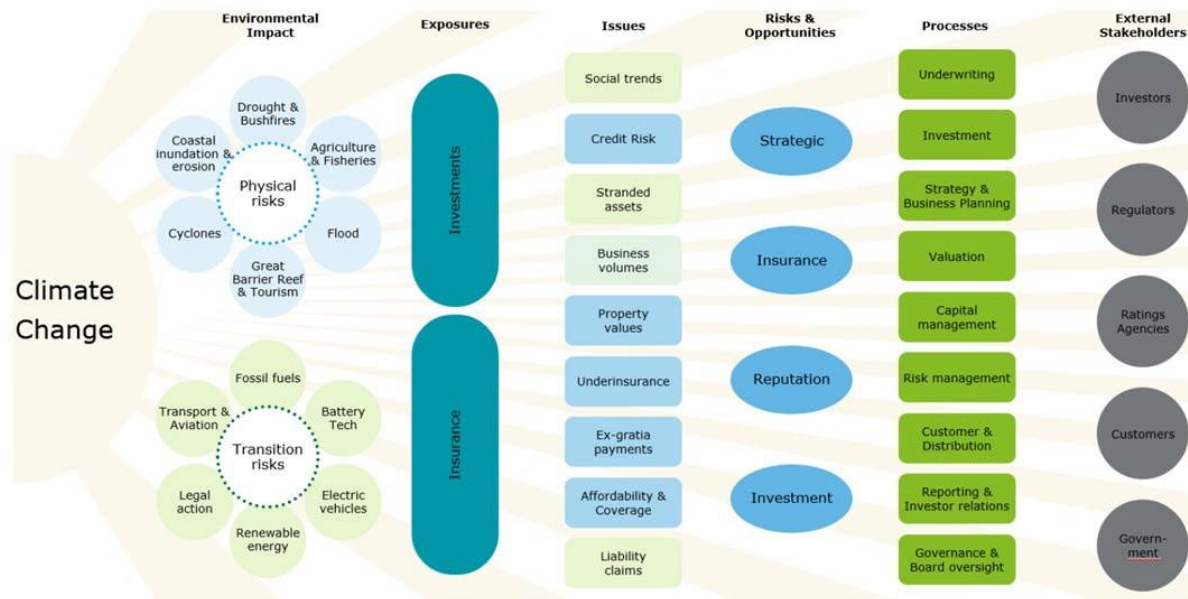 Environmental
Impact
Exposures
Issues
Risks &
Opportunities
Processes
External
Stakeholders
Climate
Change
Physical
risks
Drought &
Bushfires
Agriculture
& Fisheries
Flood
Great
Barrier Reef
& Tourism
Cyclones
Coastal
inundation &
erosion
Transition
risks
Fossil fuels
Battery
Tech
Electric
vehicles
Renewable
energy
Legal
action
Transport &
Aviation
Investments
Insurance
Social trends
Credit Risk
Stranded
assets
Business
volumes
Property
values
Underinsurance
Ex-gratia
payments
Affordability &
Coverage
Liability
claims
Strategic
Insurance
Reputation
Investment
Underwriting
Investment
Strategy &
Business Planning
Valuation
Capital
management
Risk management
Customer &
Distribution
Reporting &
Investor relations
Governance &
Board oversight
Investors
Regulators
Ratings
Agencies
Customers
Govern-
ment